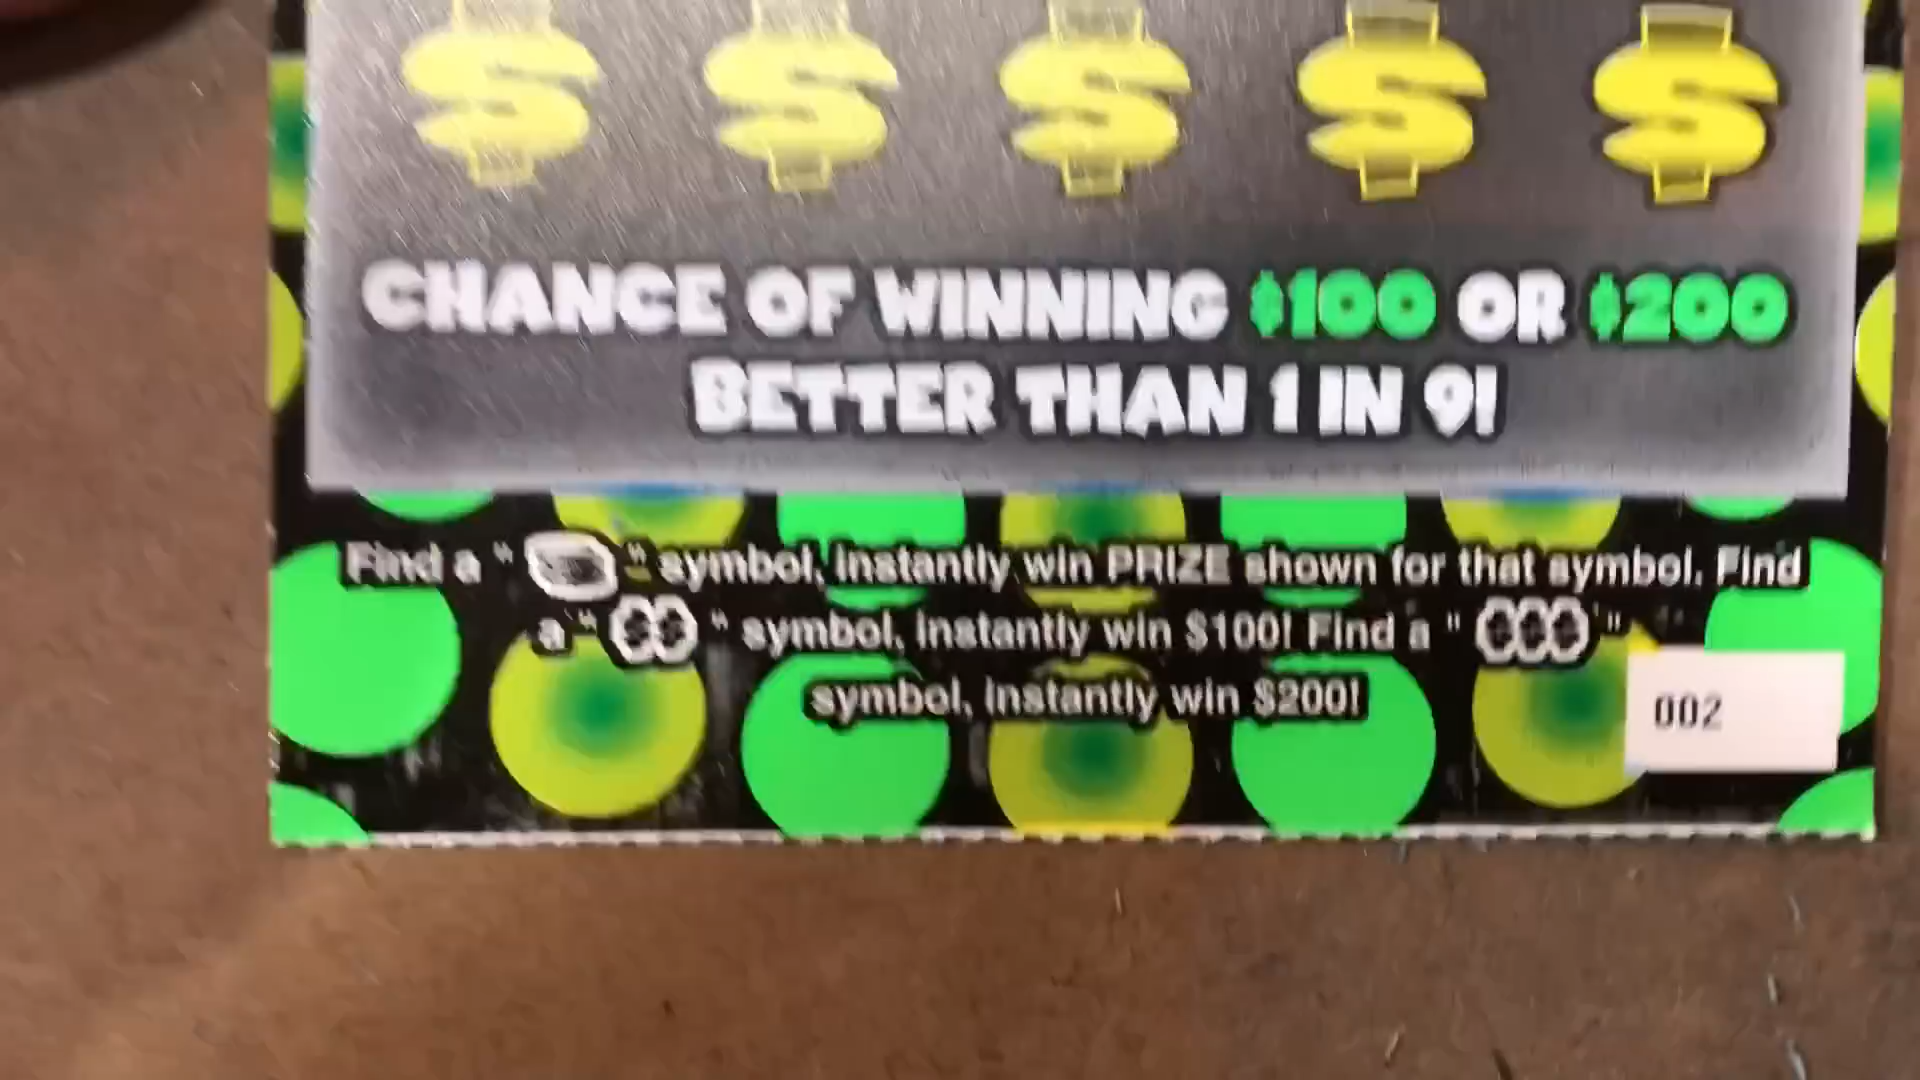 $ $ $ $ $
CHANCE OF WINNING $100 OR $200
BETTER THAN 1 IN 9!
Find a " " symbol, instantly win PRIZE shown for that symbol. Find
a " " symbol, instantly win $100! Find a " "
symbol, instantly win $200!
002